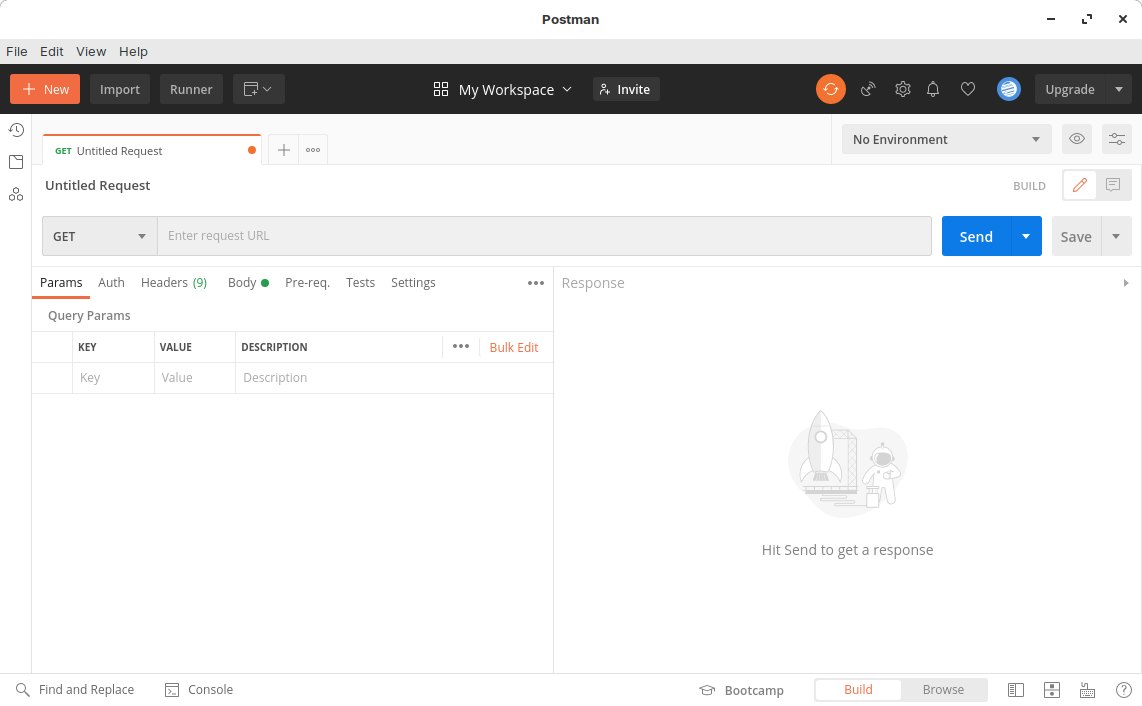 Postman
File Edit View Help
New Import Runner My Workspace Invite Upgrade
GET Untitled Request No Environment
Untitled Request BUILD
GET Enter request URL Send Save
Params Auth Headers (9) Body Pre-req. Tests Settings Response
Query Params
KEY VALUE DESCRIPTION Bulk Edit
Key Value Description
Hit Send to get a response
Find and Replace Console Bootcamp Build Browse